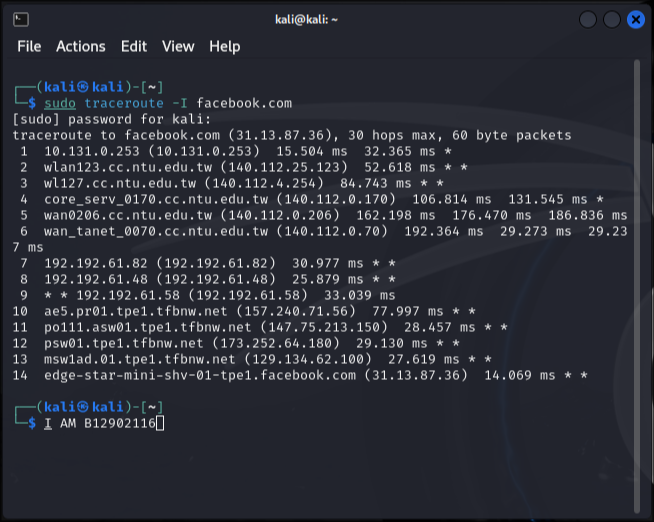 kali@kali: ~
File Actions Edit View Help
┌──(kali㉿kali)-[~]
└─$ sudo traceroute -I facebook.com
[sudo] password for kali:
traceroute to facebook.com (31.13.87.36), 30 hops max, 60 byte packets
 1  10.131.0.253 (10.131.0.253)  15.504 ms  32.365 ms *
 2  wlan123.cc.ntu.edu.tw (140.112.25.123)  52.618 ms * *
 3  wl127.cc.ntu.edu.tw (140.112.4.254)  84.743 ms * *
 4  core_serv_0170.cc.ntu.edu.tw (140.112.0.170)  106.814 ms  131.545 ms *
 5  wan0206.cc.ntu.edu.tw (140.112.0.206)  162.198 ms  176.470 ms  186.836 ms
 6  wan_tanet_0070.cc.ntu.edu.tw (140.112.0.70)  192.364 ms  29.273 ms  29.23
7 ms
 7  192.192.61.82 (192.192.61.82)  30.977 ms * *
 8  192.192.61.48 (192.192.61.48)  25.879 ms * *
 9  * * 192.192.61.58 (192.192.61.58)  33.039 ms
10  ae5.pr01.tpe1.tfbnw.net (157.240.71.56)  77.997 ms * *
11  po111.asw01.tpe1.tfbnw.net (147.75.213.150)  28.457 ms * *
12  psw01.tpe1.tfbnw.net (173.252.64.180)  29.130 ms * *
13  msw1ad.01.tpe1.tfbnw.net (129.134.62.100)  27.619 ms * *
14  edge-star-mini-shv-01-tpe1.facebook.com (31.13.87.36)  14.069 ms * *
┌──(kali㉿kali)-[~]
└─$ I AM B12902116